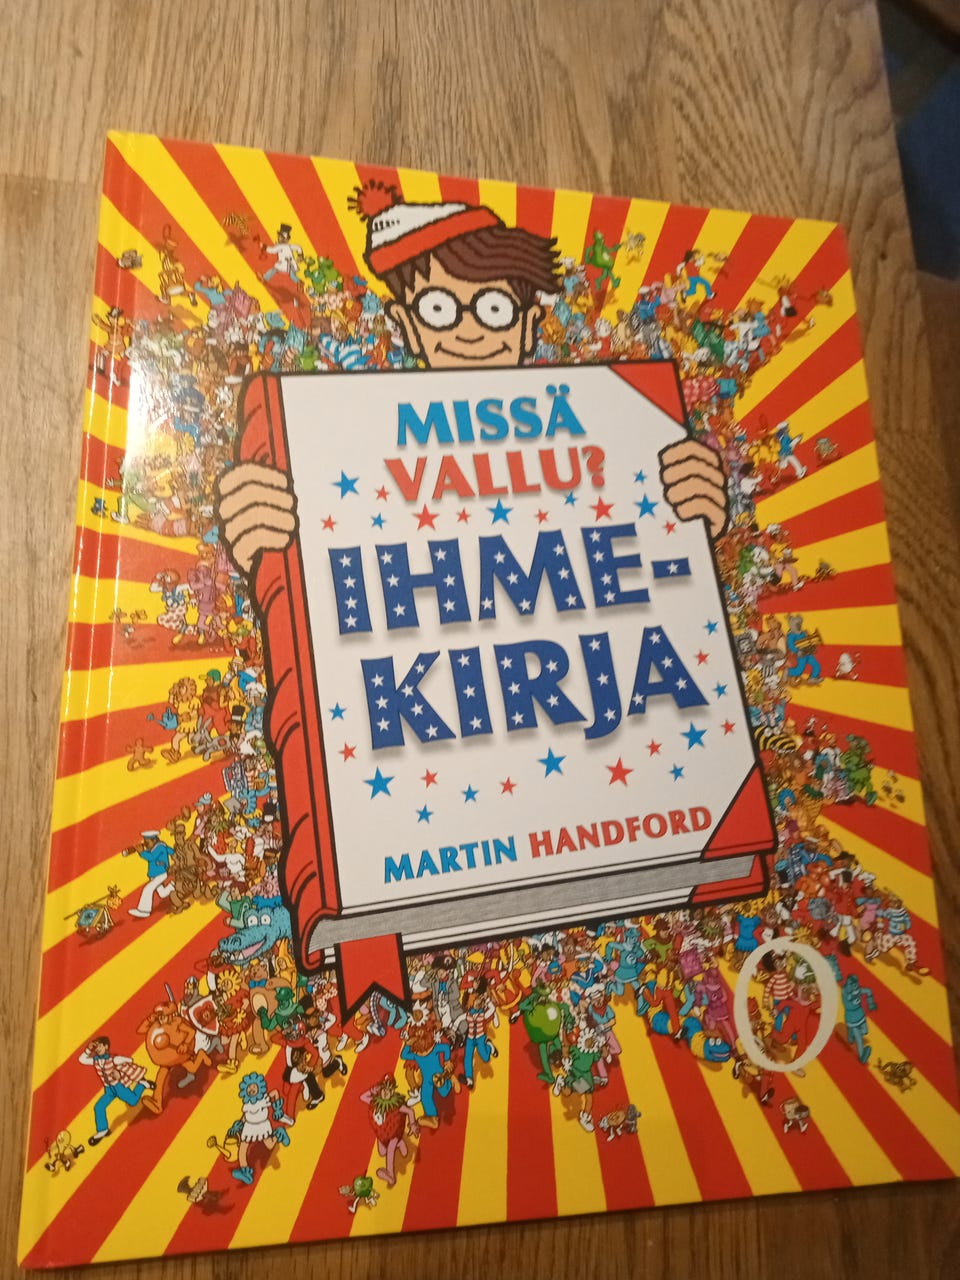 MISSÄ
VALLU?
IHME-
KIRJA
MARTIN HANDFORD
O